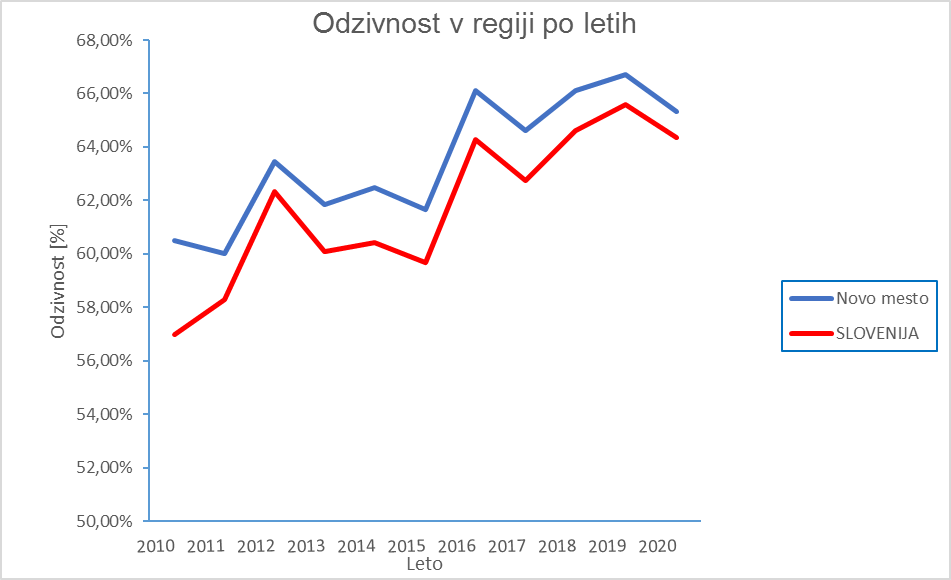 Odzivnost v regiji po letih
68,00%
66,00%
64,00%
62,00%
60,00%
58,00%
56,00%
54,00%
52,00%
50,00%
Odzivnost [%]
2010 2011 2012 2013 2014 2015 2016 2017 2018 2019 2020
Leto
Novo mesto
SLOVENIJA